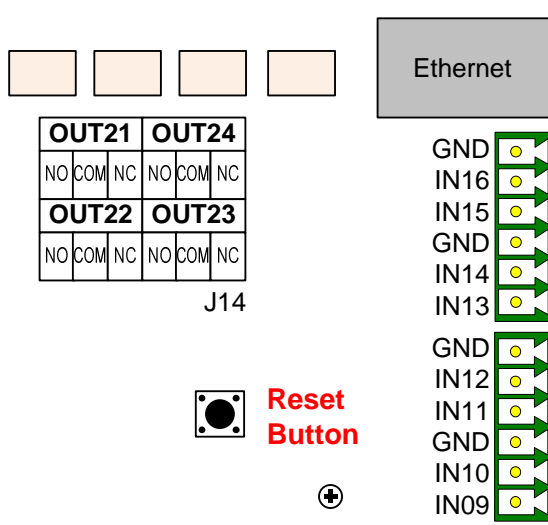 Ethernet
OUT21 OUT24
NO COM NC NO COM NC
OUT22 OUT23
NO COM NC NO COM NC
J14
GND
IN16
IN15
GND
IN14
IN13
GND
IN12
IN11
GND
IN10
IN09
Reset
Button